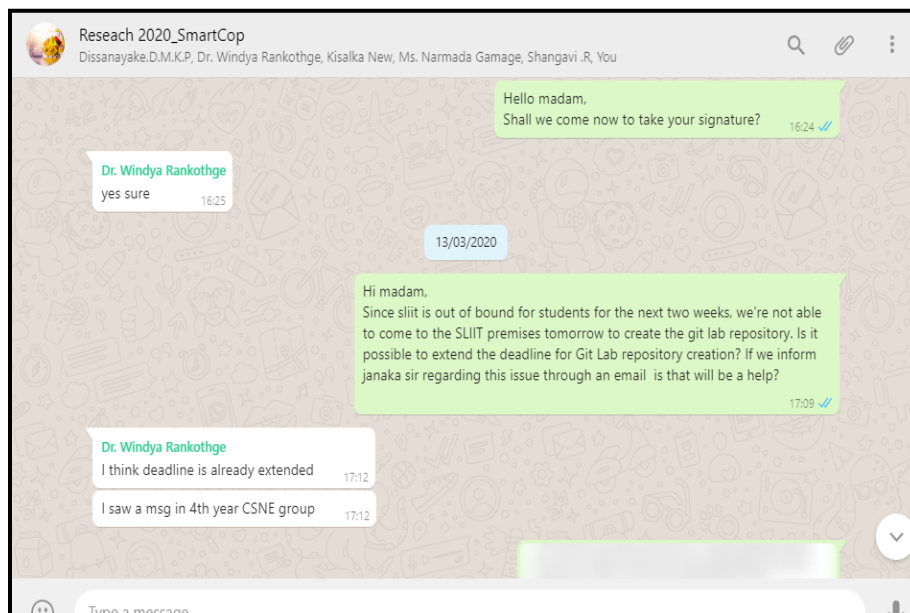 Reseach 2020_SmartCop
Dissanayake.D.M.K.P, Dr. Windya Rankothge, Kisalka New, Ms. Narmada Gamage, Shangavi .R, You
Hello madam,
Shall we come now to take your signature?
16:24
Dr. Windya Rankothge
yes sure
16:25
13/03/2020
Hi madam,
Since sliit is out of bound for students for the next two weeks, we're not able
to come to the SLIIT premises tomorrow to create the git lab repository. Is it
possible to extend the deadline for Git Lab repository creation? If we inform
janaka sir regarding this issue through an email  is that will be a help?
17:09
Dr. Windya Rankothge
I think deadline is already extended
17:12
I saw a msg in 4th year CSNE group
17:12
Type a message